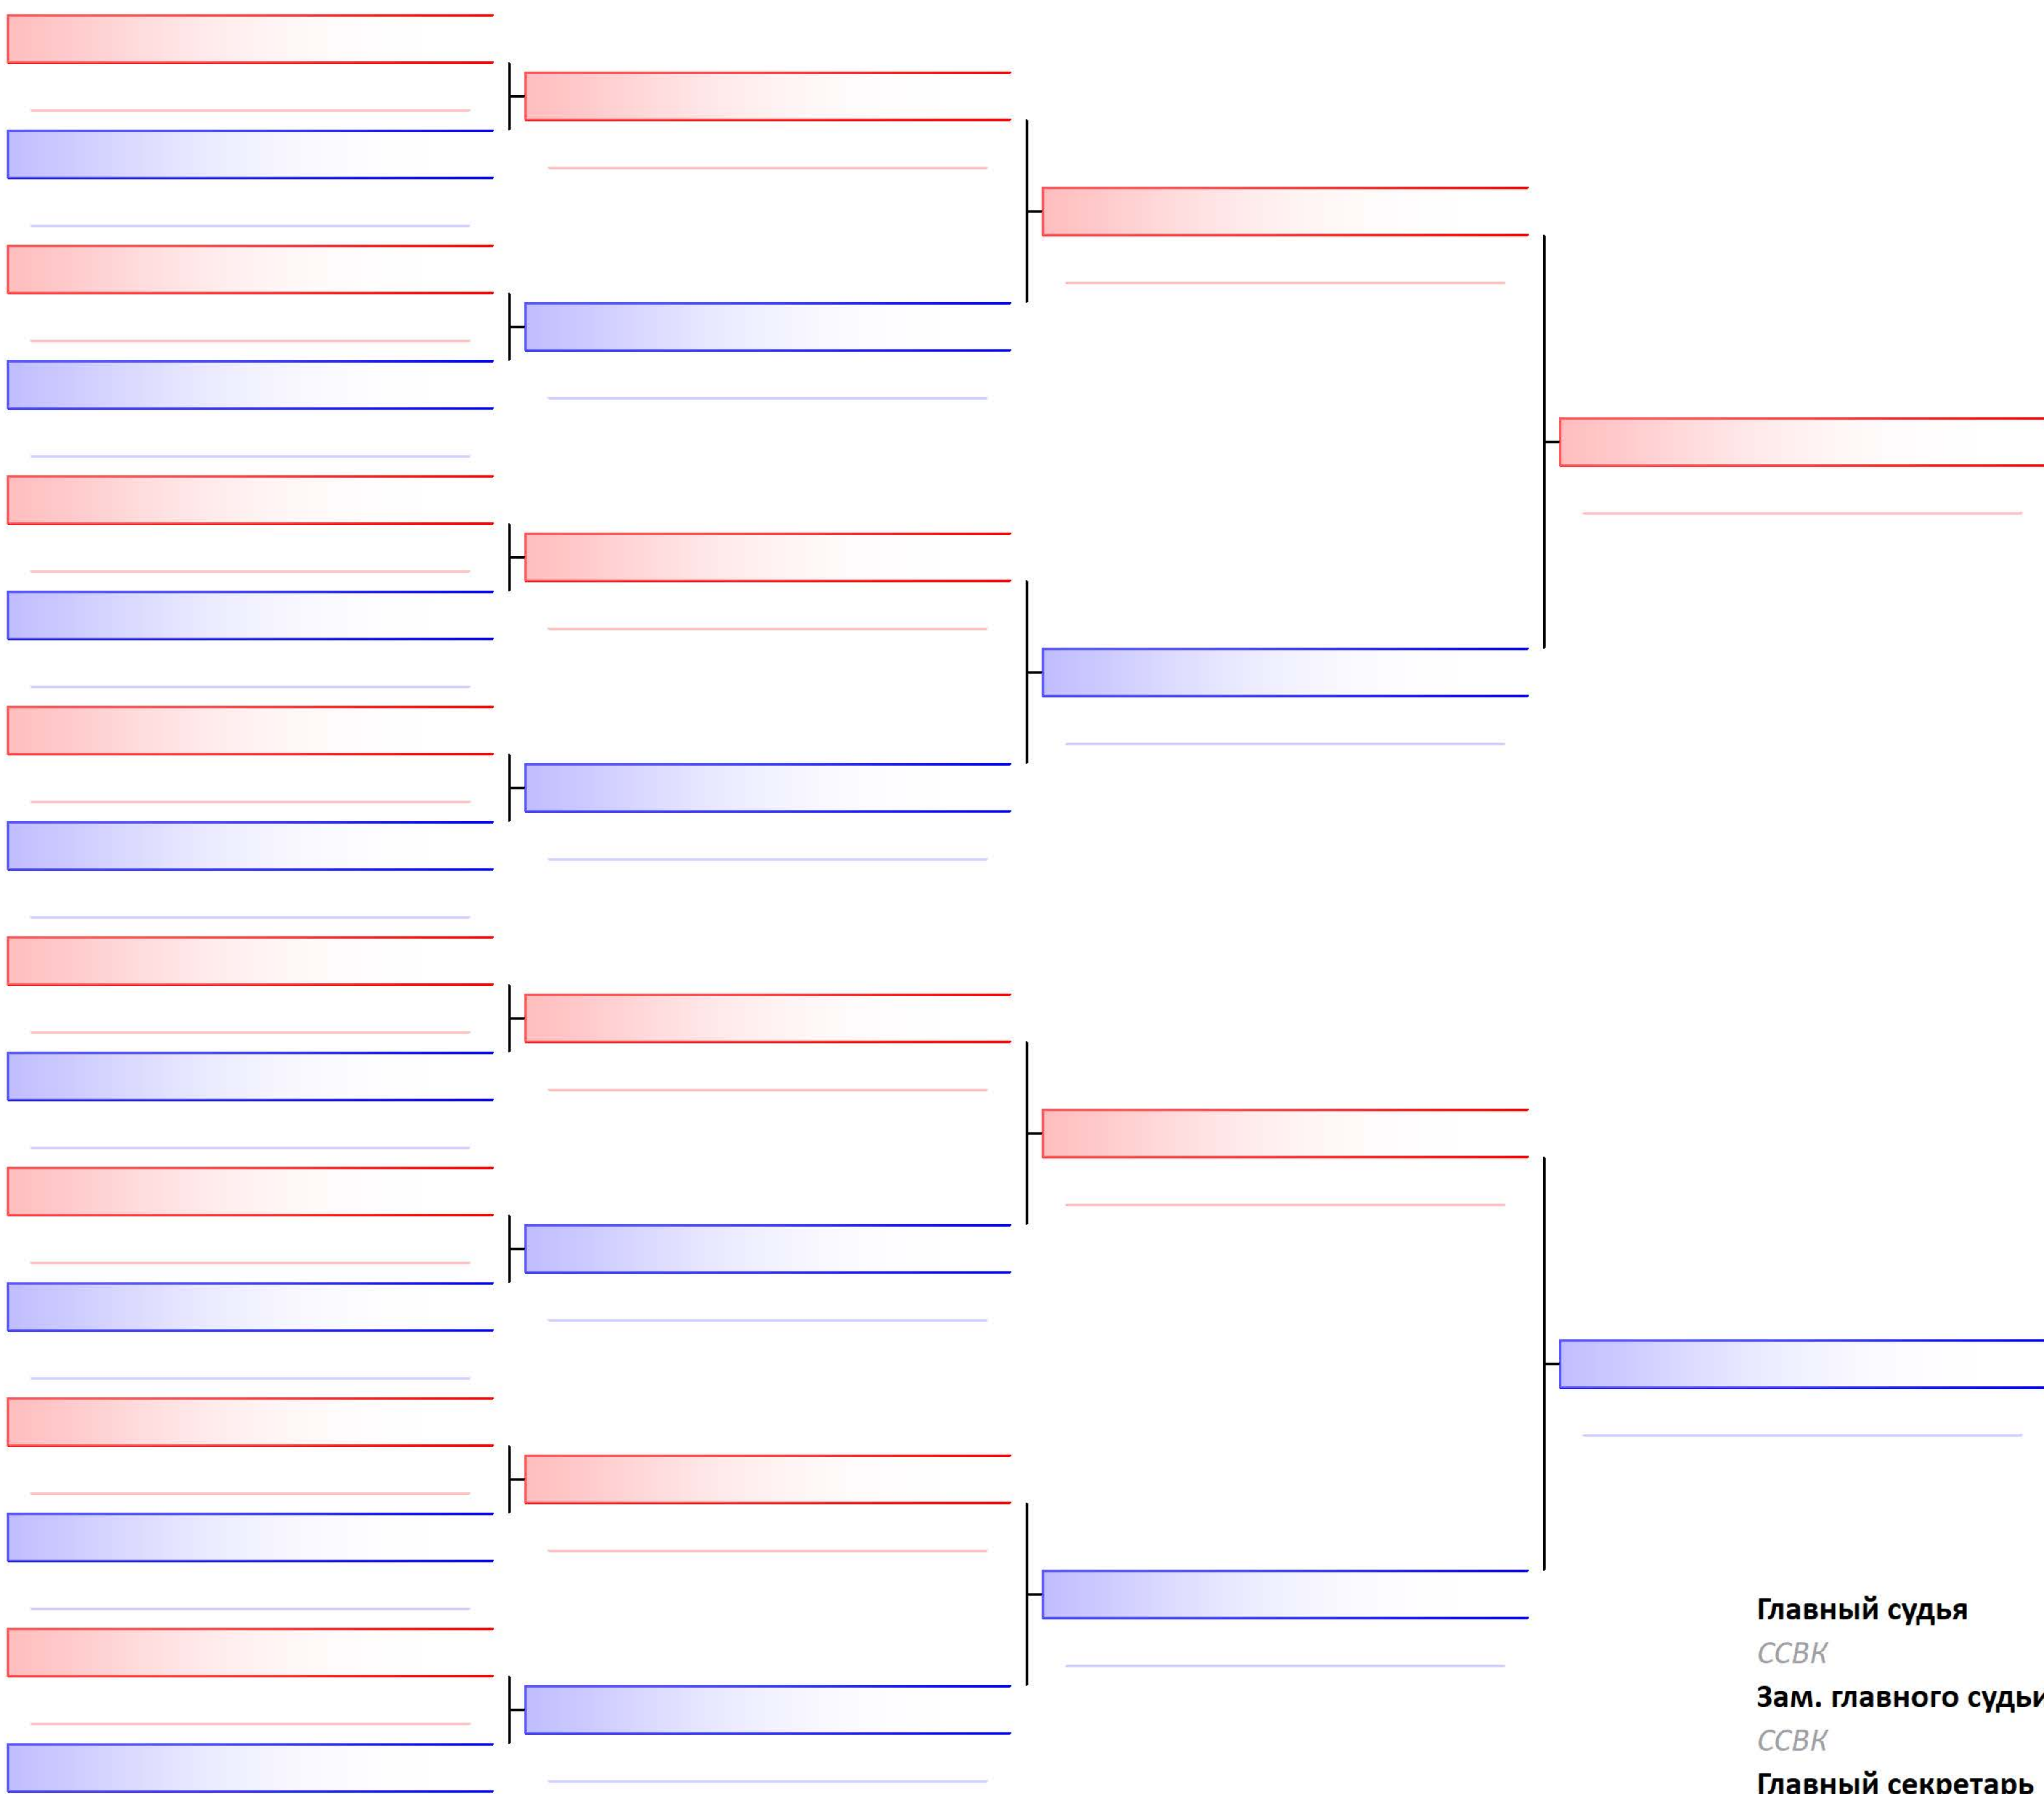 Главный судья
ССВК
Зам. главного судьи
ССВК
Главный секретарь